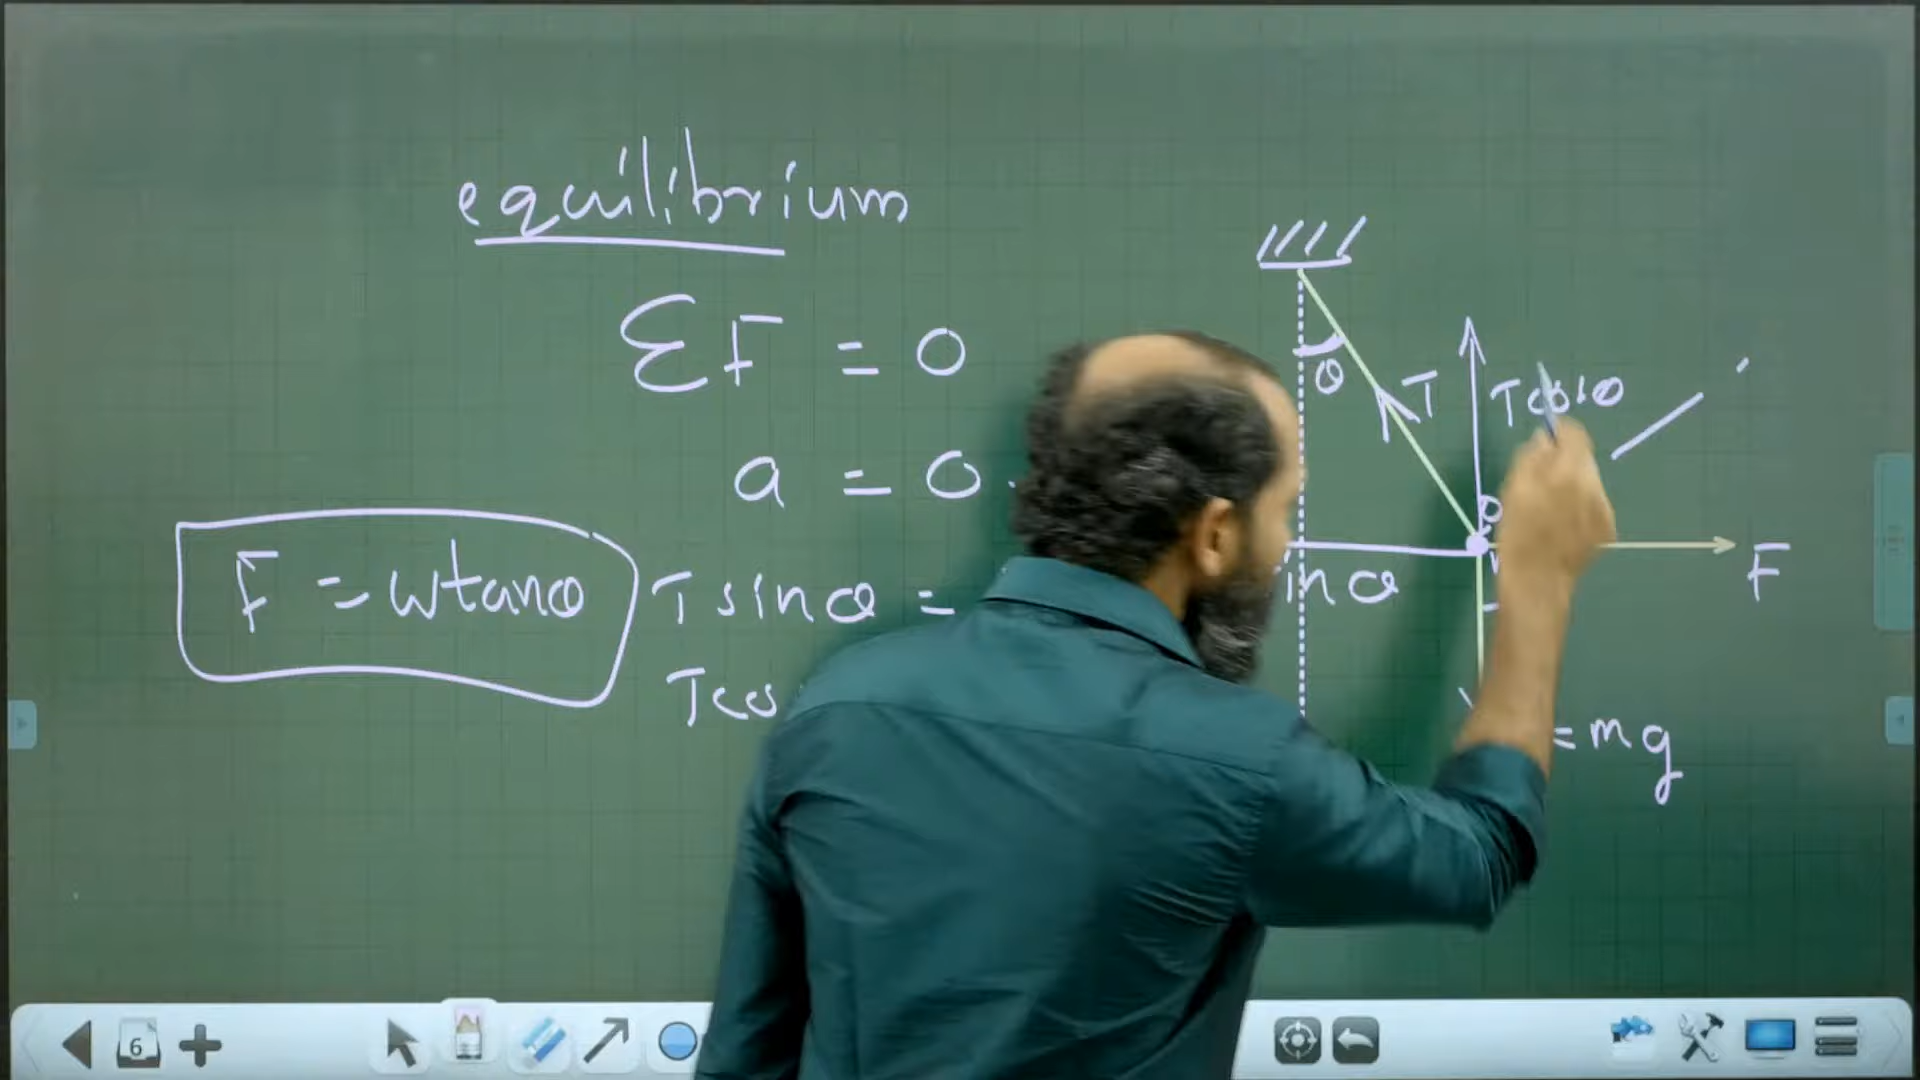 equilibrium
ΣF = 0
a = 0
F = wtanθ
Tsinθ =
Tco
θ
T
Tcosθ
θ
F
inθ
= mg
6